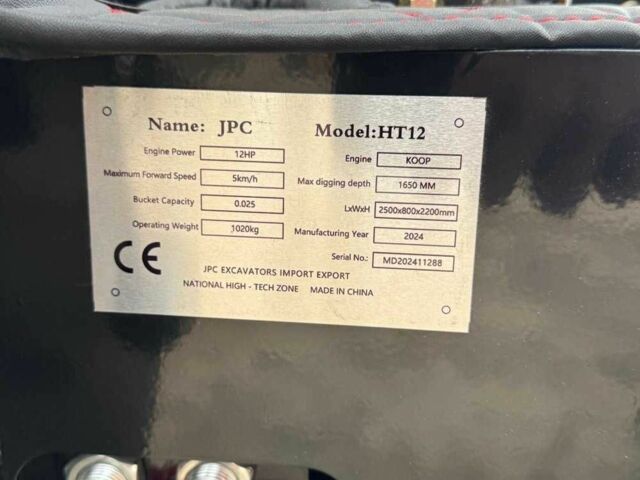 Name: JPC Model:HT12
Engine Power 12HP Engine KOOP
Maximum Forward Speed 5km/h Max digging depth 1650 MM
Bucket Capacity 0.025 LxWxH 2500x800x2200mm
Operating Weight 1020kg Manufacturing Year 2024
CE Serial No.: MD202411288
JPC EXCAVATORS IMPORT EXPORT
NATIONAL HIGH - TECH ZONE MADE IN CHINA